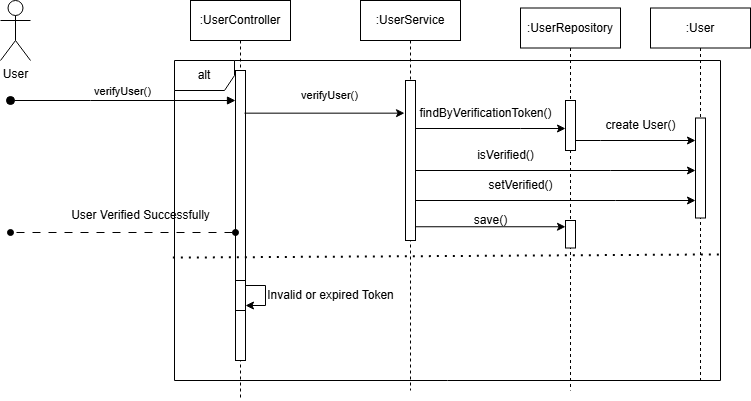 :UserController
:UserService
:UserRepository
:User
User
alt
verifyUser()
verifyUser()
findByVerificationToken()
create User()
isVerified()
setVerified()
User Verified Successfully
save()
Invalid or expired Token